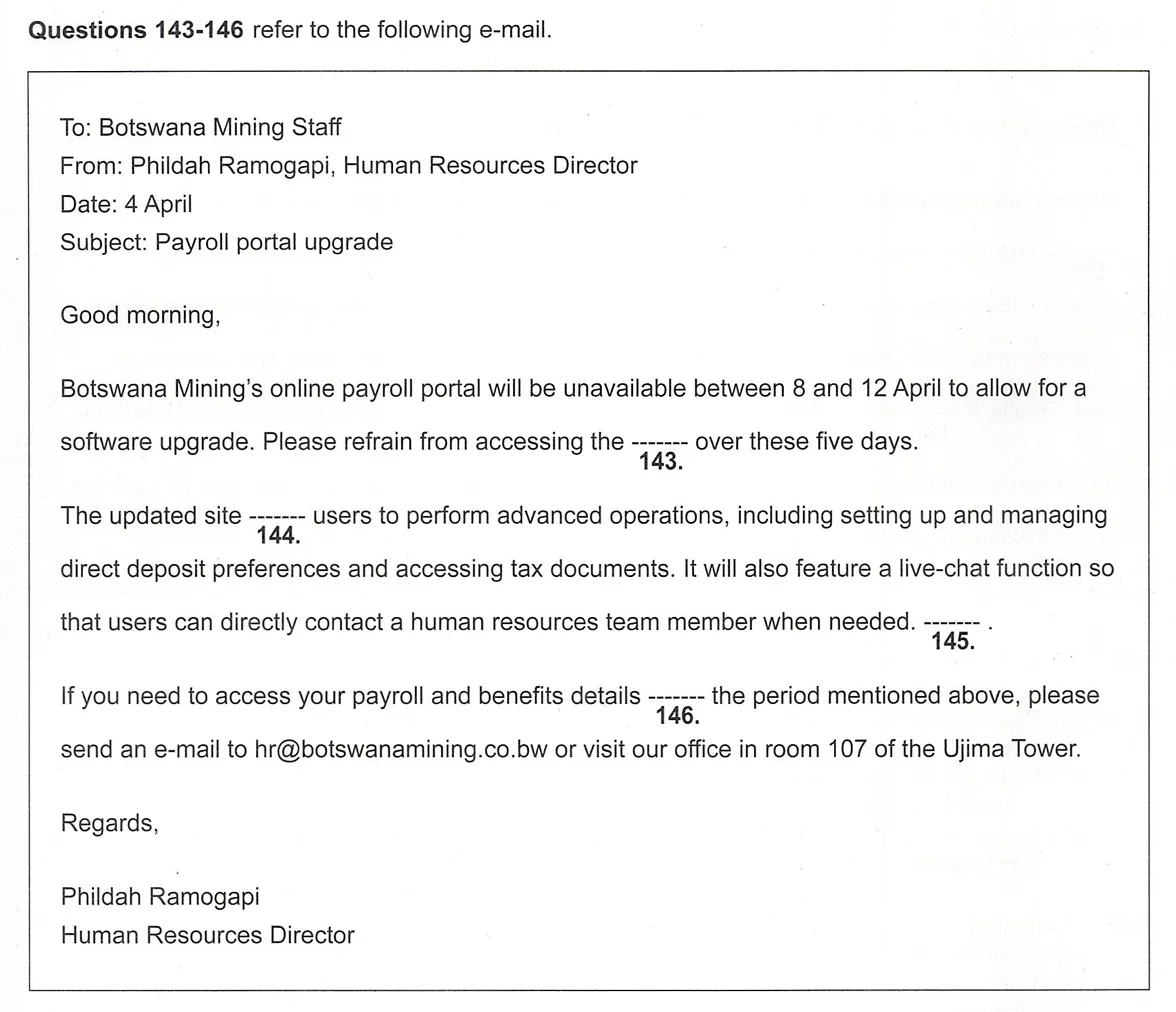 Questions 143-146 refer to the following e-mail.
To: Botswana Mining Staff
From: Phildah Ramogapi, Human Resources Director
Date: 4 April
Subject: Payroll portal upgrade
Good morning,
Botswana Mining's online payroll portal will be unavailable between 8 and 12 April to allow for a
software upgrade. Please refrain from accessing the ------- over these five days.
143.
The updated site ------- users to perform advanced operations, including setting up and managing
144.
direct deposit preferences and accessing tax documents. It will also feature a live-chat function so
that users can directly contact a human resources team member when needed. ------- .
145.
If you need to access your payroll and benefits details ------- the period mentioned above, please
146.
send an e-mail to hr@botswanamining.co.bw or visit our office in room 107 of the Ujima Tower.
Regards,
Phildah Ramogapi
Human Resources Director